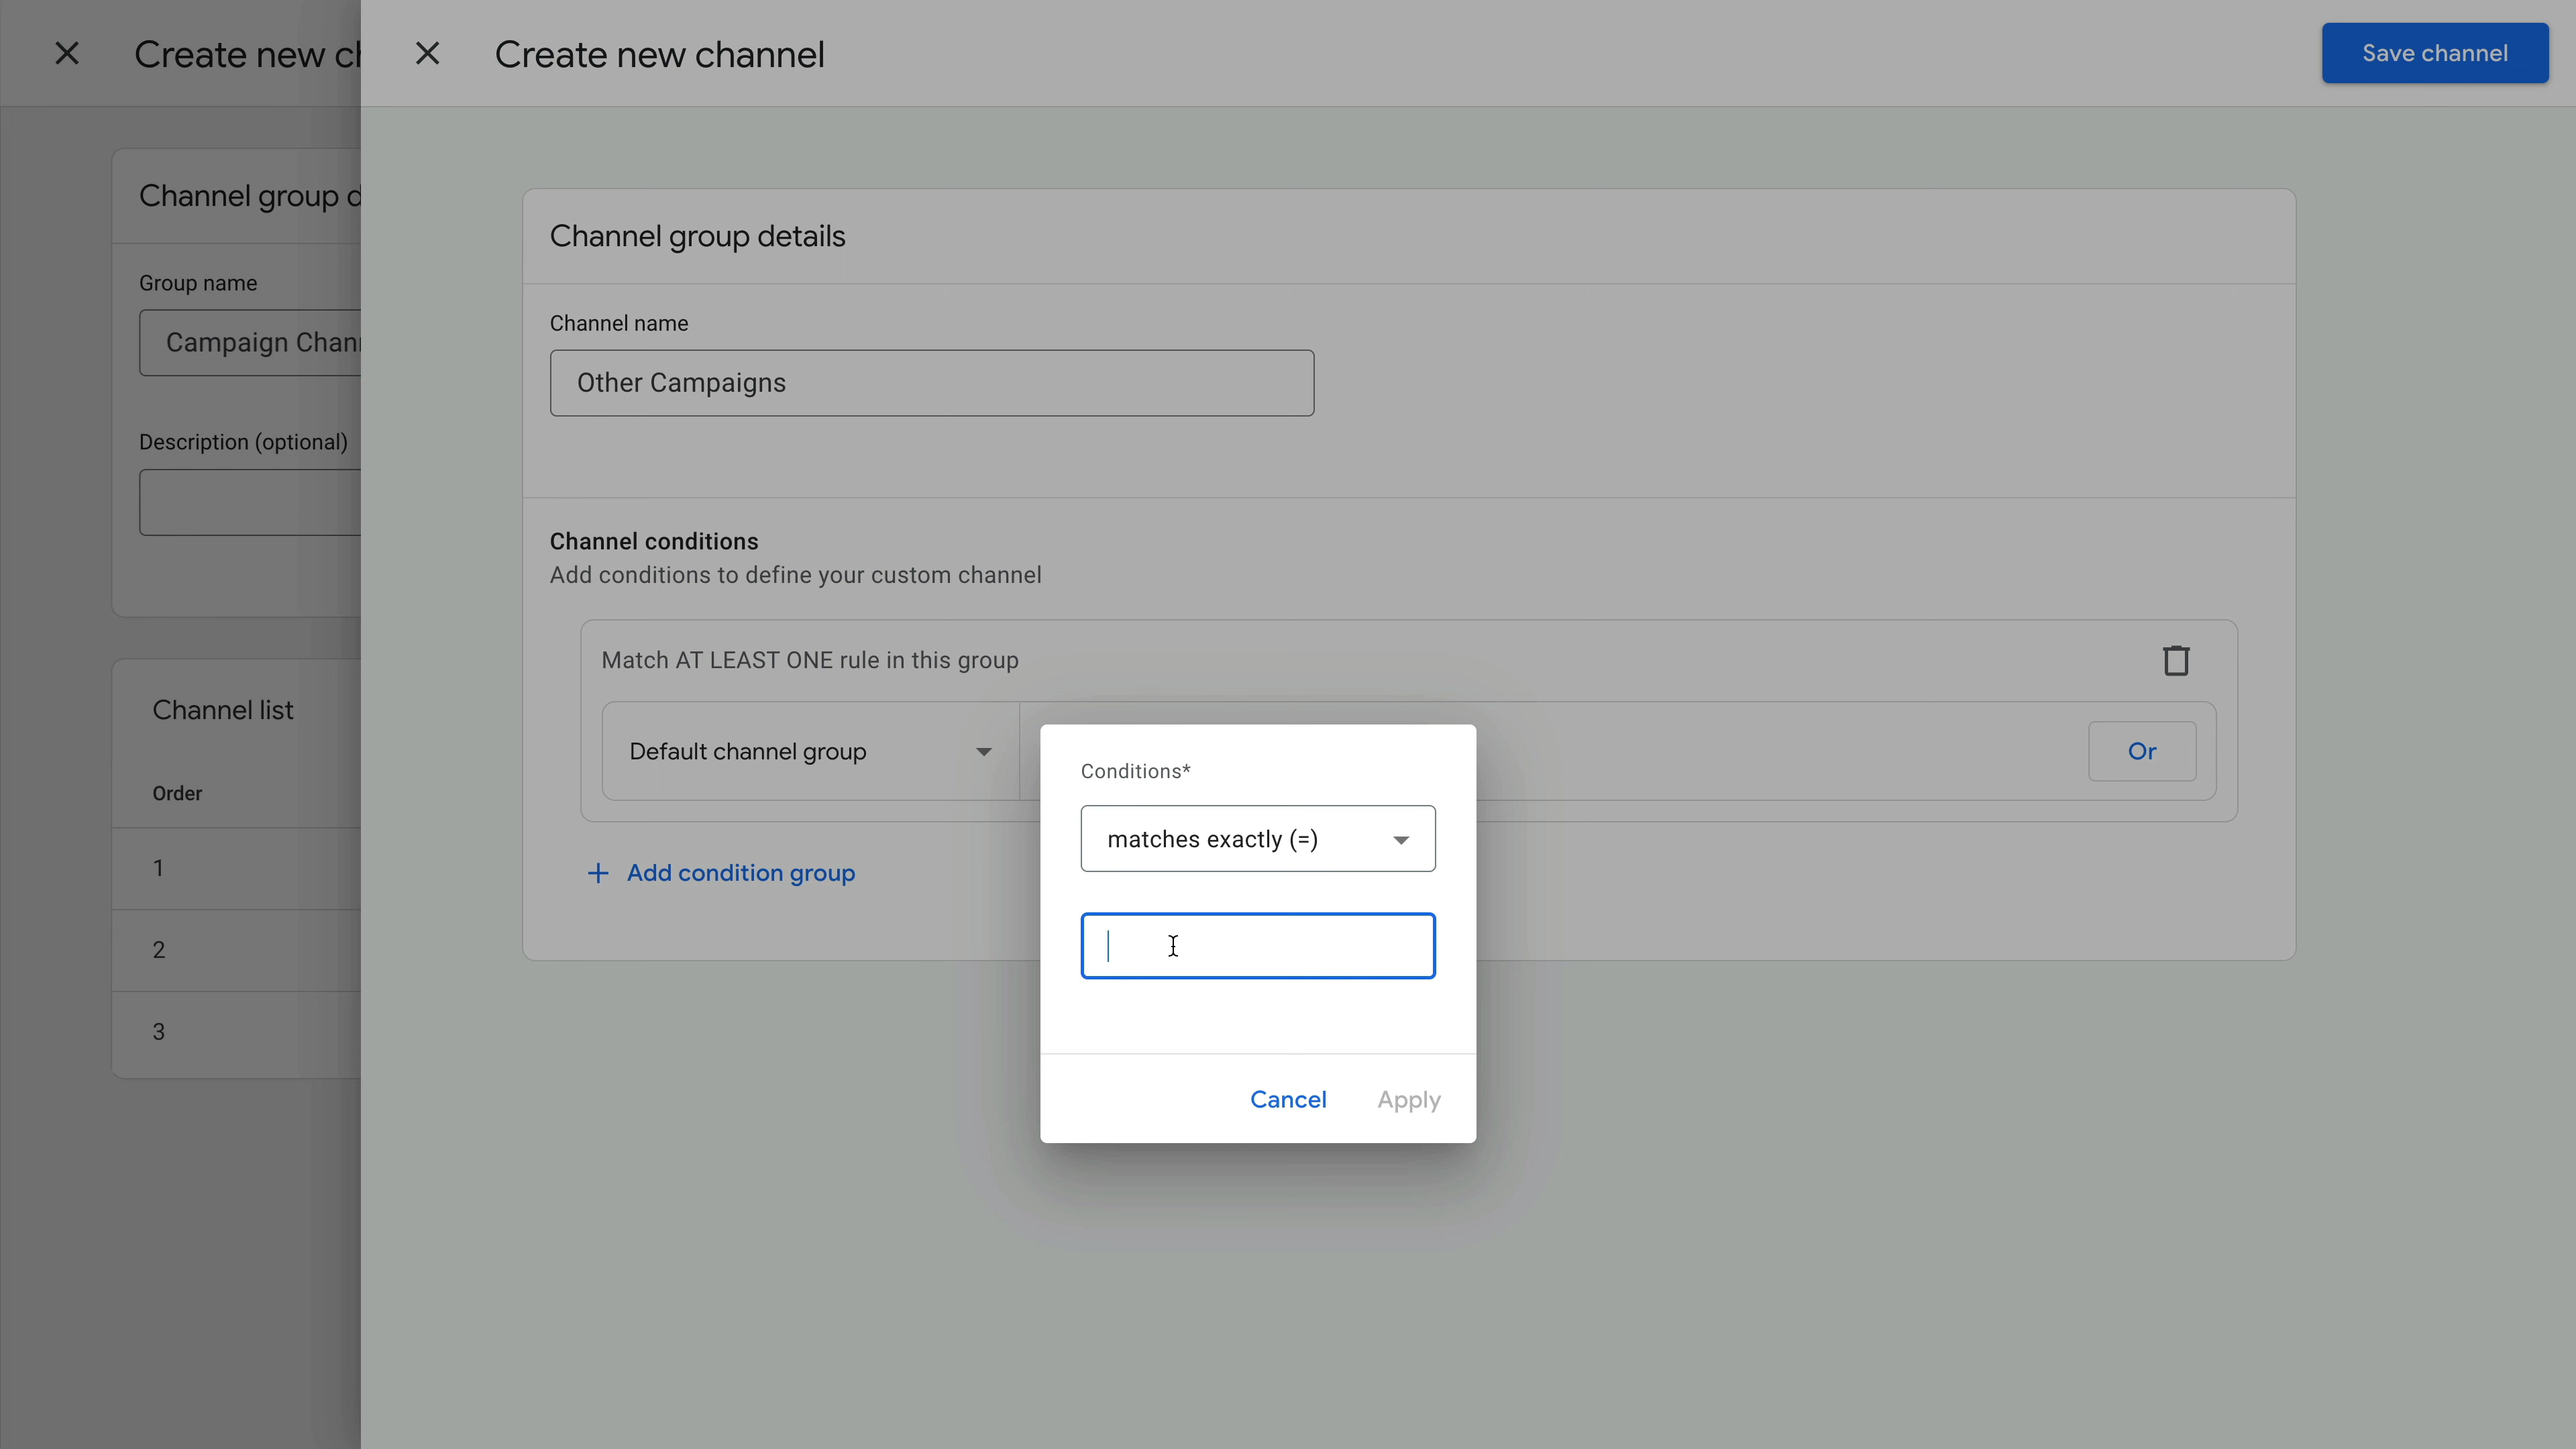 Create new ch
Channel group d
Group name
Campaign Chan
Description (optional)
Channel list
Order
1
2
3
Create new channel
Save channel
Channel group details
Channel name
Other Campaigns
Channel conditions
Add conditions to define your custom channel
Match AT LEAST ONE rule in this group
Default channel group
Or
Add condition group
Conditions*
matches exactly (=)
Cancel
Apply